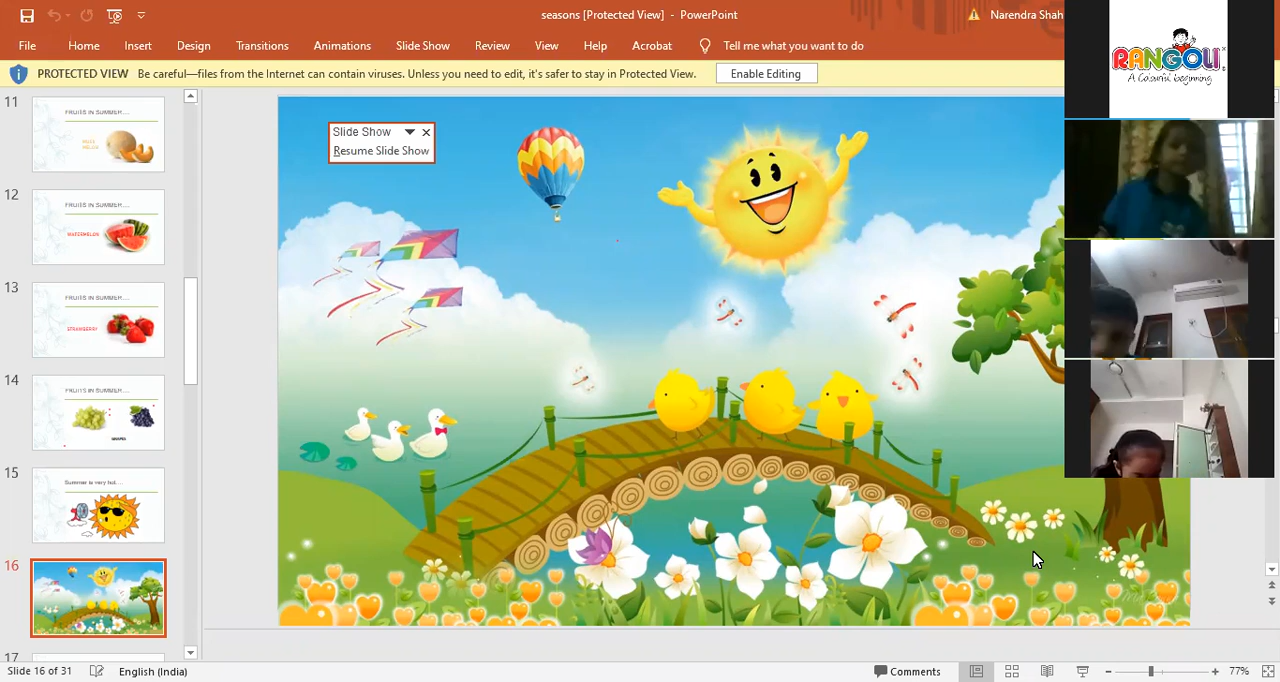 seasons [Protected View] - PowerPoint
Narendra Shah
File Home Insert Design Transitions Animations Slide Show Review View Help Acrobat Tell me what you want to do
PROTECTED VIEW Be careful—files from the Internet can contain viruses. Unless you need to edit, it's safer to stay in Protected View. Enable Editing
RANGOLI
A Colourful beginning
Slide Show
Resume Slide Show
11
FRUITS IN SUMMER....
MUSK
MELON
12
FRUITS IN SUMMER....
WATERMELON
13
FRUITS IN SUMMER....
STRAWBERRY
14
FRUITS IN SUMMER....
GRAPES
15
Summer is very hot....
16
17
Slide 16 of 31 English (India) Comments 77%